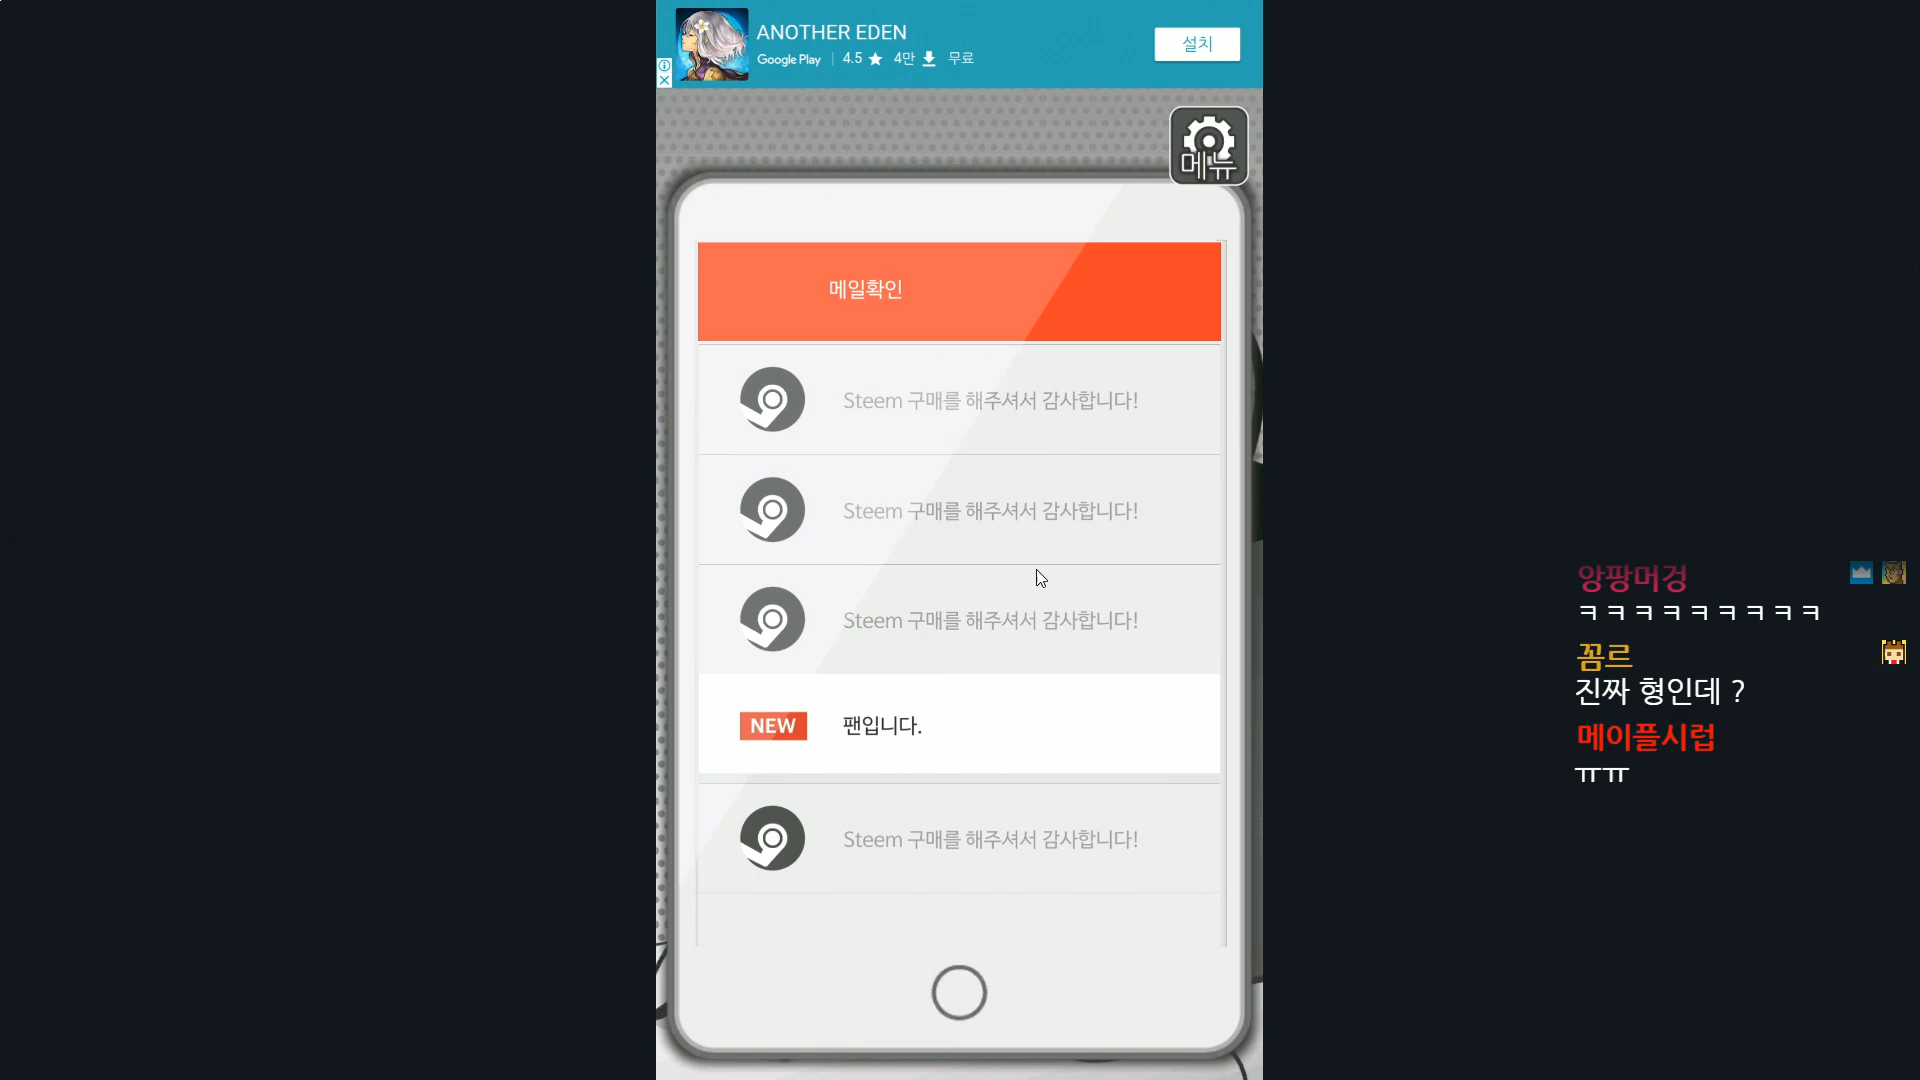 ANOTHER EDEN
Google Play 4.5 4만 무료
설치
메뉴
메일확인
Steem 구매를 해주셔서 감사합니다!
Steem 구매를 해주셔서 감사합니다!
Steem 구매를 해주셔서 감사합니다!
NEW 팬입니다.
Steem 구매를 해주셔서 감사합니다!
앙팡머겅
ㅋㅋㅋㅋㅋㅋㅋㅋㅋ
꼼르
진짜 형인데 ?
메이플시럽
ㅠㅠ